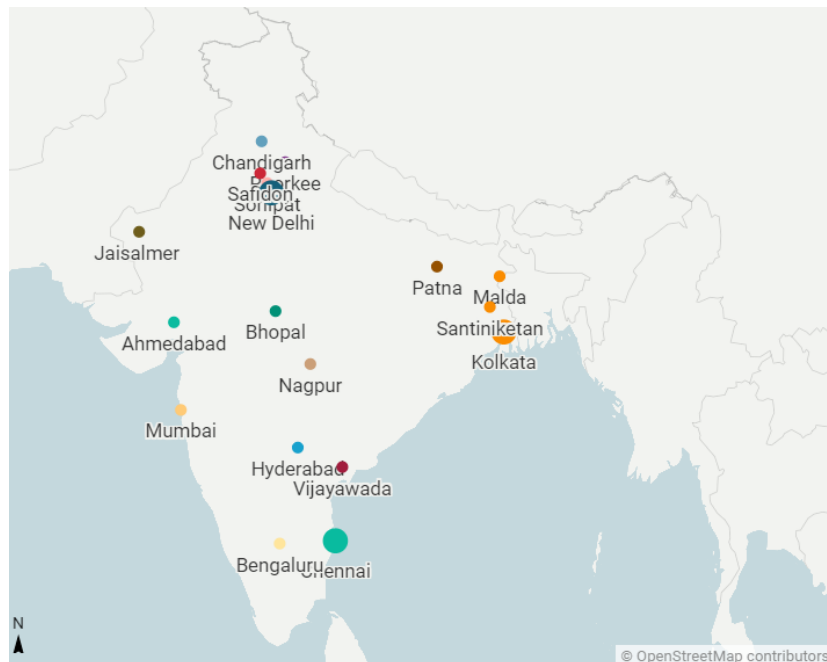 Chandigarh
Roorkee
Safidon
Sonipat
New Delhi
Jaisalmer
Patna
Malda
Santiniketan
Kolkata
Ahmedabad
Bhopal
Nagpur
Mumbai
Hyderabad
Vijayawada
Bengaluru
Chennai
N
© OpenStreetMap contributors